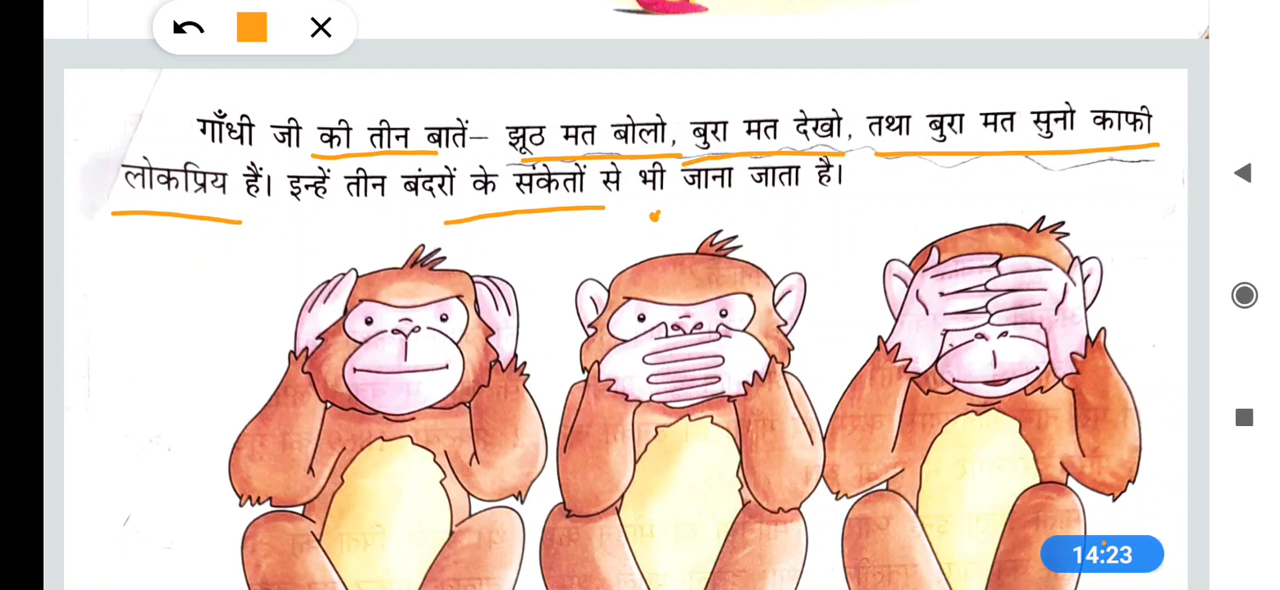 गाँधी जी की तीन बातें– झूठ मत बोलो, बुरा मत देखो, तथा बुरा मत सुनो काफी
लोकप्रिय हैं। इन्हें तीन बंदरों के संकेतों से भी जाना जाता है।
14:23